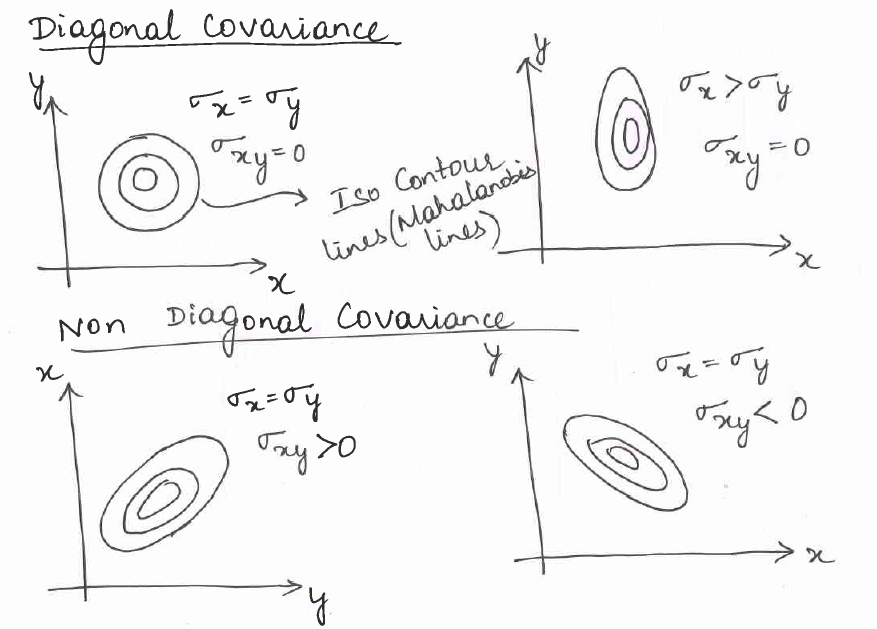 Diagonal Covariance
y
σx = σy
σxy = 0
x
Iso Contour
lines (Mahalanobis
lines)
y
σx > σy
σxy = 0
x
Non Diagonal Covariance
x
σx = σy
σxy > 0
y
y
σx = σy
σxy < 0
x